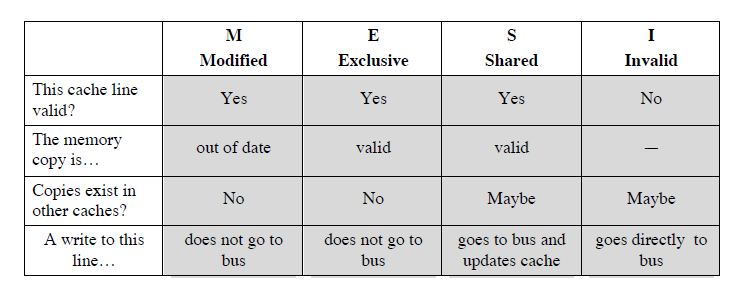 M E S I
Modified Exclusive Shared Invalid
This cache line
valid?
Yes Yes Yes No
The memory
copy is…
out of date valid valid —
Copies exist in
other caches?
No No Maybe Maybe
A write to this
line…
does not go to
bus
does not go to
bus
goes to bus and
updates cache
goes directly to
bus